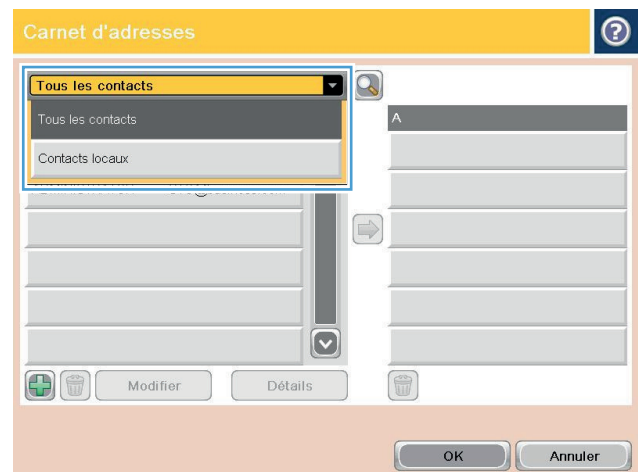 Carnet d'adresses
?
Tous les contacts
Tous les contacts
A
Contacts locaux
Modifier
Détails
OK
Annuler